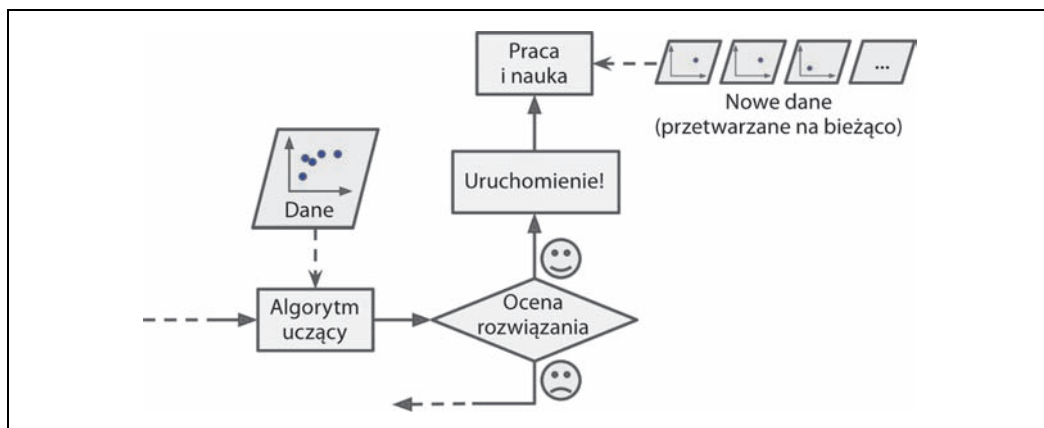 Praca
i nauka
...
Nowe dane
(przetwarzane na bieżąco)
Uruchomienie!
Dane
Algorytm
uczący
Ocena
rozwiązania